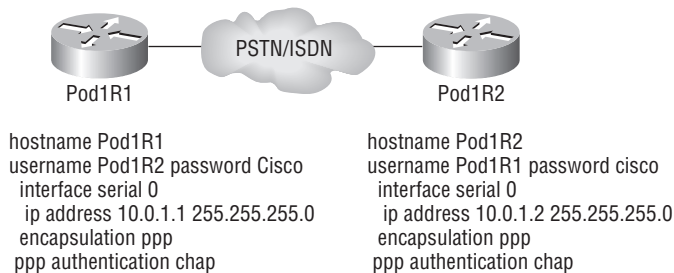 PSTN/ISDN
Pod1R1
Pod1R2
hostname Pod1R1
username Pod1R2 password Cisco
interface serial 0
ip address 10.0.1.1 255.255.255.0
encapsulation ppp
ppp authentication chap
hostname Pod1R2
username Pod1R1 password cisco
interface serial 0
ip address 10.0.1.2 255.255.255.0
encapsulation ppp
ppp authentication chap